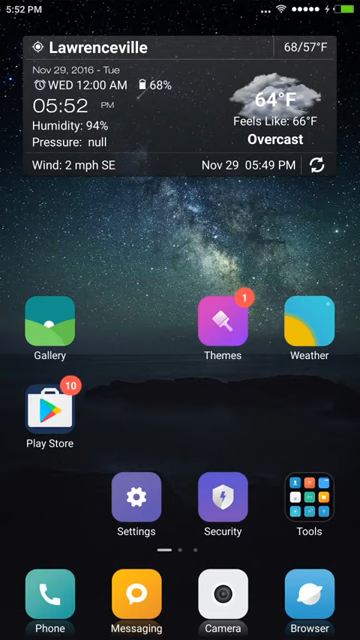 5:52 PM
Lawrenceville
68/57°F
Nov 29, 2016 - Tue
WED 12:00 AM 68%
05:52 PM
64°F
Humidity: 94%
Feels Like: 66°F
Pressure: null
Overcast
Wind: 2 mph SE
Nov 29 05:49 PM
1
Gallery
Themes
Weather
10
Play Store
Settings
Security
Tools
Phone
Messaging
Camera
Browser